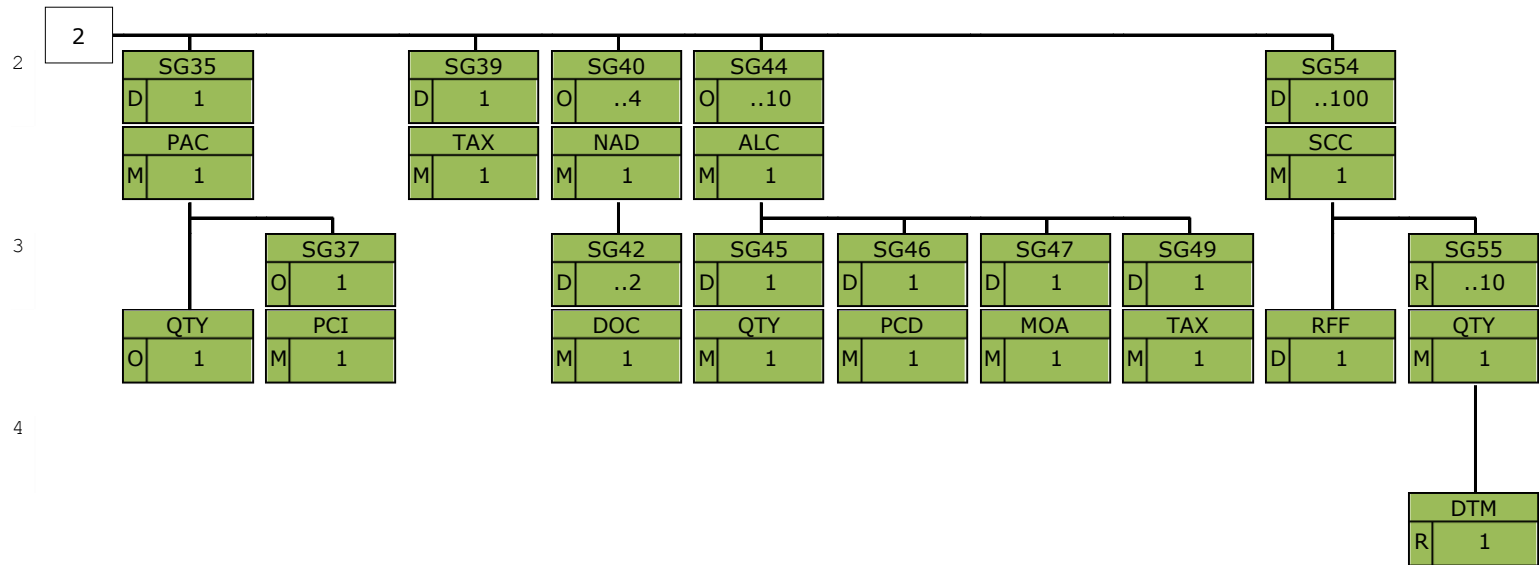 2
2 SG35 SG39 SG40 SG44 SG54
D 1 D 1 O ..4 O ..10 D ..100
PAC TAX NAD ALC SCC
M 1 M 1 M 1 M 1 M 1
3 SG37 SG42 SG45 SG46 SG47 SG49 SG55
O 1 D ..2 D 1 D 1 D 1 D 1 R ..10
QTY PCI DOC QTY PCD MOA TAX RFF QTY
O 1 M 1 M 1 M 1 M 1 M 1 M 1 D 1 M 1
4
DTM
R 1